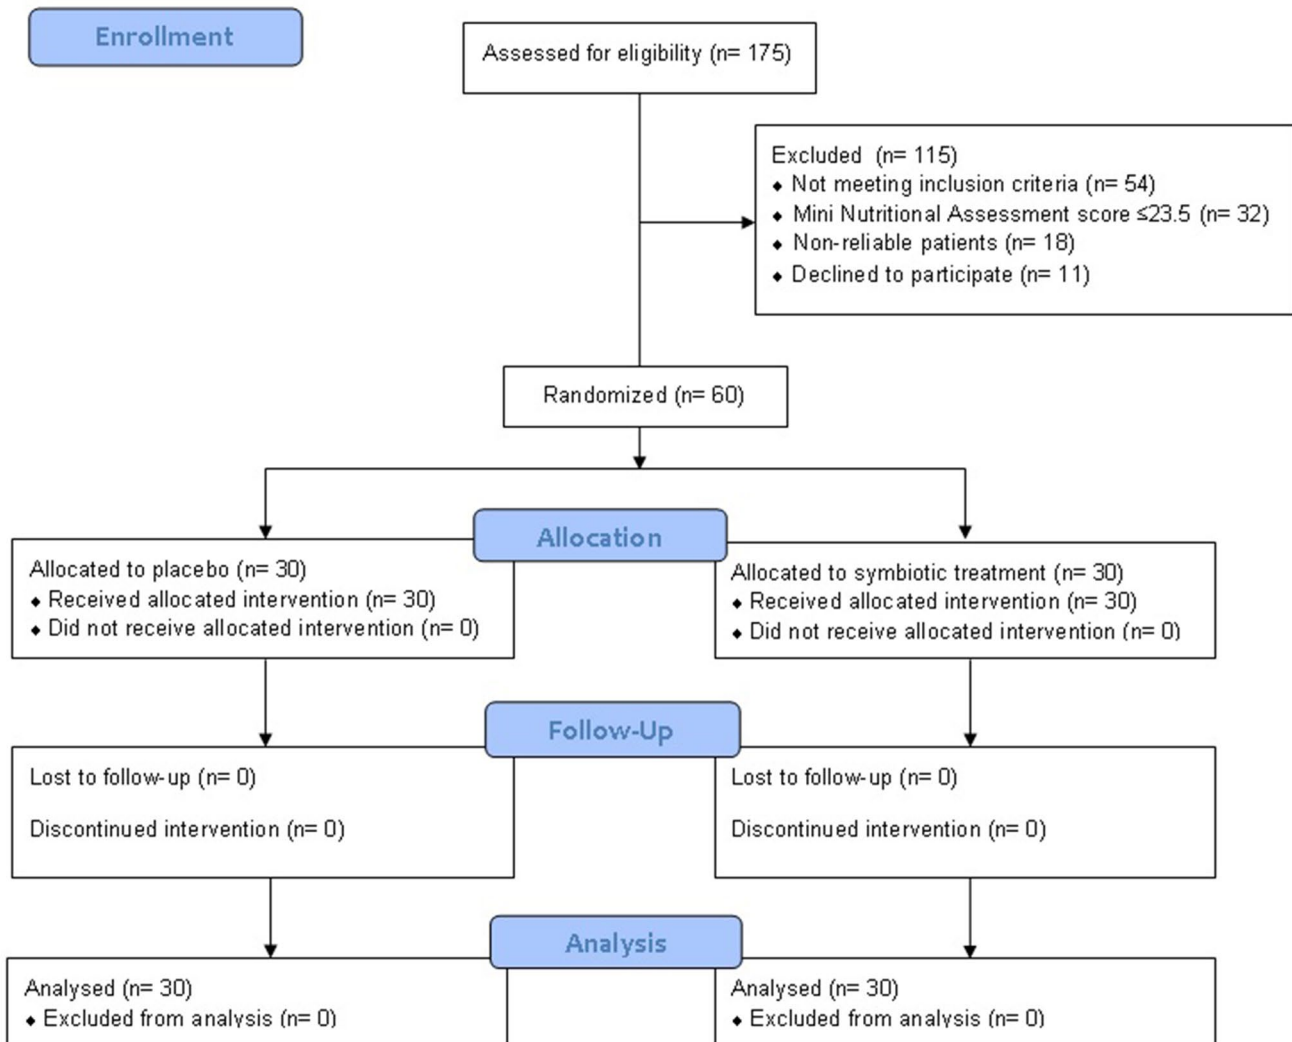 Enrollment
Assessed for eligibility (n= 175)
Excluded (n= 115)
♦ Not meeting inclusion criteria (n= 54)
♦ Mini Nutritional Assessment score ≤23.5 (n= 32)
♦ Non-reliable patients (n= 18)
♦ Declined to participate (n= 11)
Randomized (n= 60)
Allocation
Allocated to placebo (n= 30)
♦ Received allocated intervention (n= 30)
♦ Did not receive allocated intervention (n= 0)
Allocated to symbiotic treatment (n= 30)
♦ Received allocated intervention (n= 30)
♦ Did not receive allocated intervention (n= 0)
Follow-Up
Lost to follow-up (n= 0)
Discontinued intervention (n= 0)
Lost to follow-up (n= 0)
Discontinued intervention (n= 0)
Analysis
Analysed (n= 30)
♦ Excluded from analysis (n= 0)
Analysed (n= 30)
♦ Excluded from analysis (n= 0)